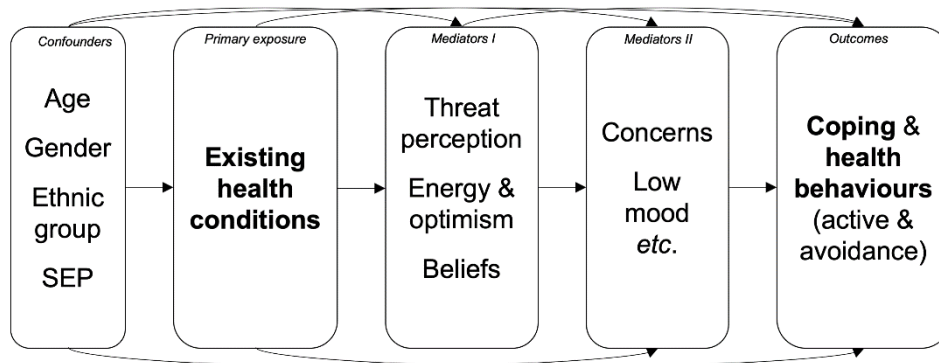 Confounders
Age
Gender
Ethnic
group
SEP
Primary exposure
Existing
health
conditions
Mediators I
Threat
perception
Energy &
optimism
Beliefs
Mediators II
Concerns
Low
mood
etc.
Outcomes
Coping &
health
behaviours
(active &
avoidance)